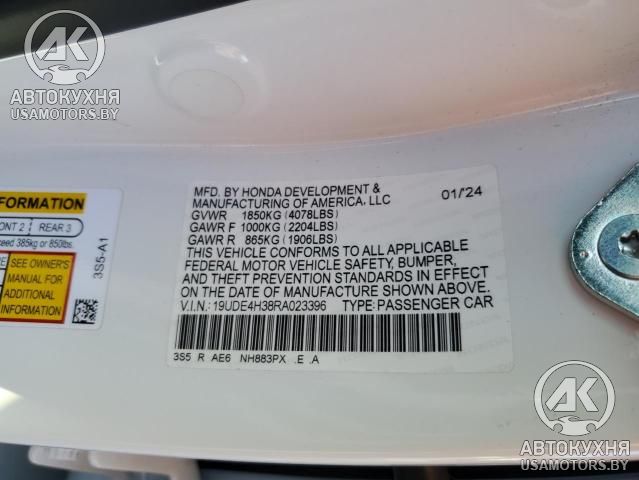 AK
АВТОКУХНЯ
USAMOTORS.BY
FORMATION
ONT 2 REAR 3
ceed 385kg or 850lbs.
SEE OWNER'S
MANUAL FOR
ADDITIONAL
INFORMATION
3S5-A1
MFD. BY HONDA DEVELOPMENT &
MANUFACTURING OF AMERICA, LLC 01/24
GVWR 1850KG (4078LBS)
GAWR F 1000KG (2204LBS)
GAWR R 865KG (1906LBS)
THIS VEHICLE CONFORMS TO ALL APPLICABLE
FEDERAL MOTOR VEHICLE SAFETY, BUMPER,
AND THEFT PREVENTION STANDARDS IN EFFECT
ON THE DATE OF MANUFACTURE SHOWN ABOVE.
V.I.N.: 19UDE4H38RA023396 TYPE:PASSENGER CAR
3S5 R AE6 NH883PX .E .A
AK
АВТОКУХНЯ
USAMOTORS.BY